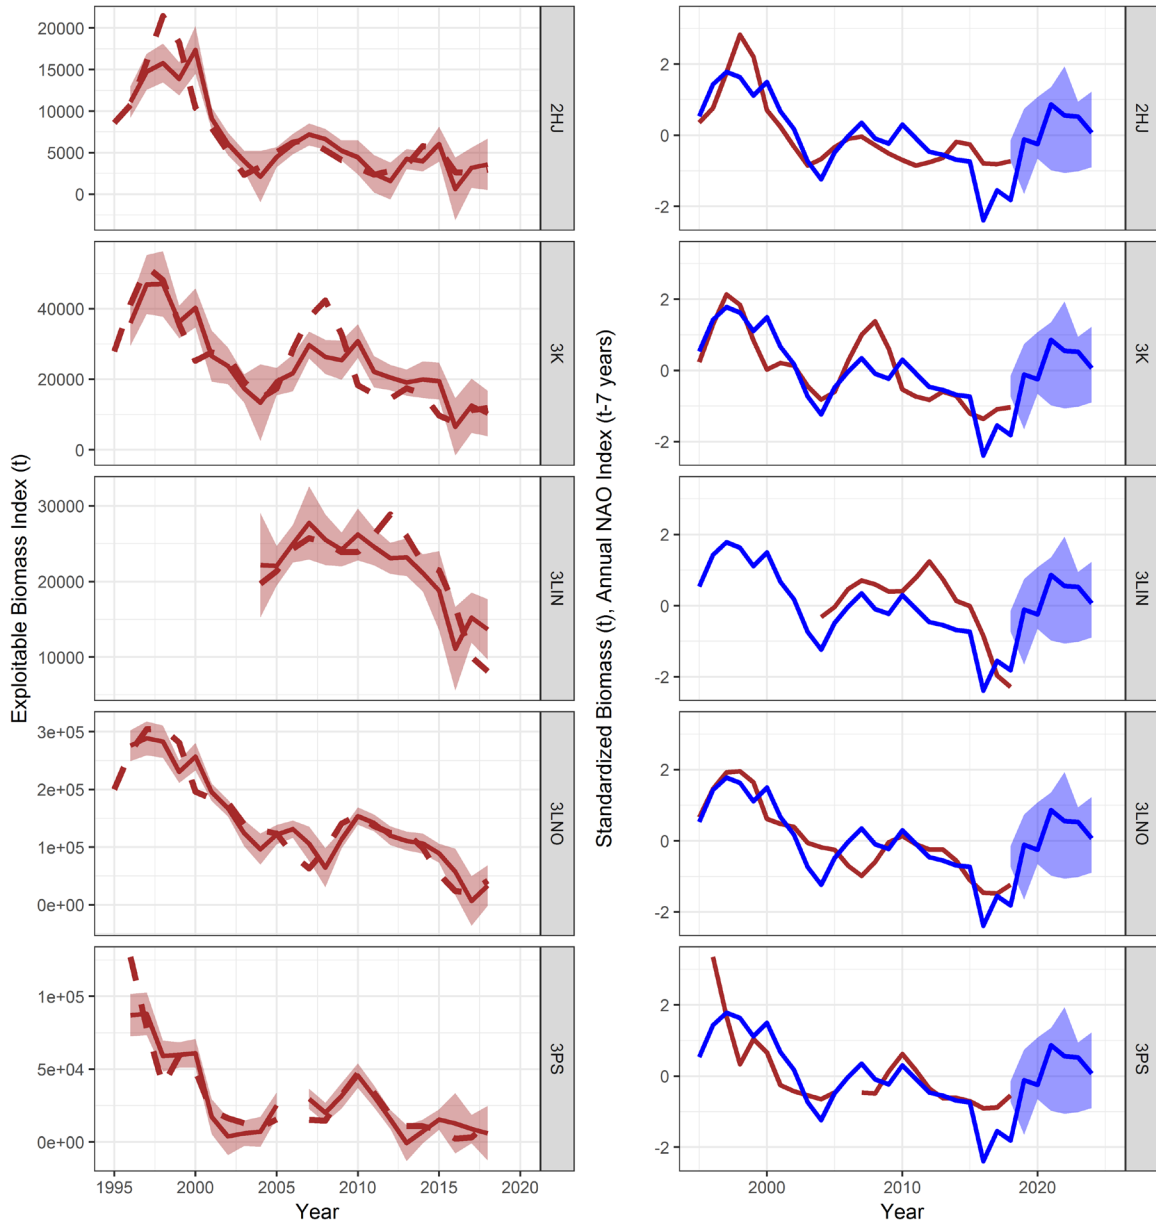 Exploitable Biomass Index (t)
20000
15000
10000
5000
0
2HJ
40000
20000
0
3K
30000
20000
10000
3LIN
3e+05
2e+05
1e+05
0e+00
3LNO
1e+05
5e+04
0e+00
3PS
1995
2000
2005
2010
2015
2020
Year
Standardized Biomass (t), Annual NAO Index (t-7 years)
2
0
-2
2HJ
2
0
-2
3K
2
0
-2
3LIN
2
0
-2
3LNO
2
0
-2
3PS
2000
2010
2020
Year